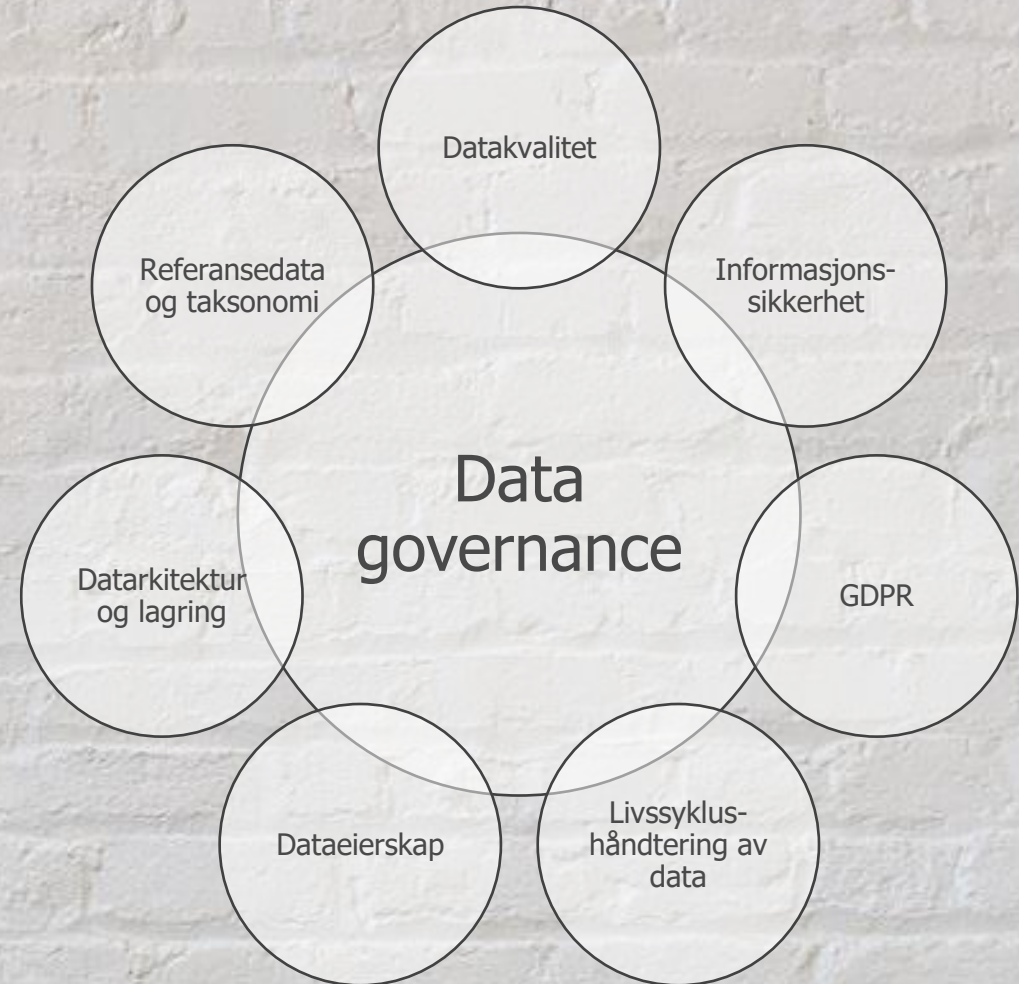 Datakvalitet
Informasjons-
sikkerhet
GDPR
Livssyklus-
håndtering av
data
Dataeierskap
Datarkitektur
og lagring
Referansedata
og taksonomi
Data
governance